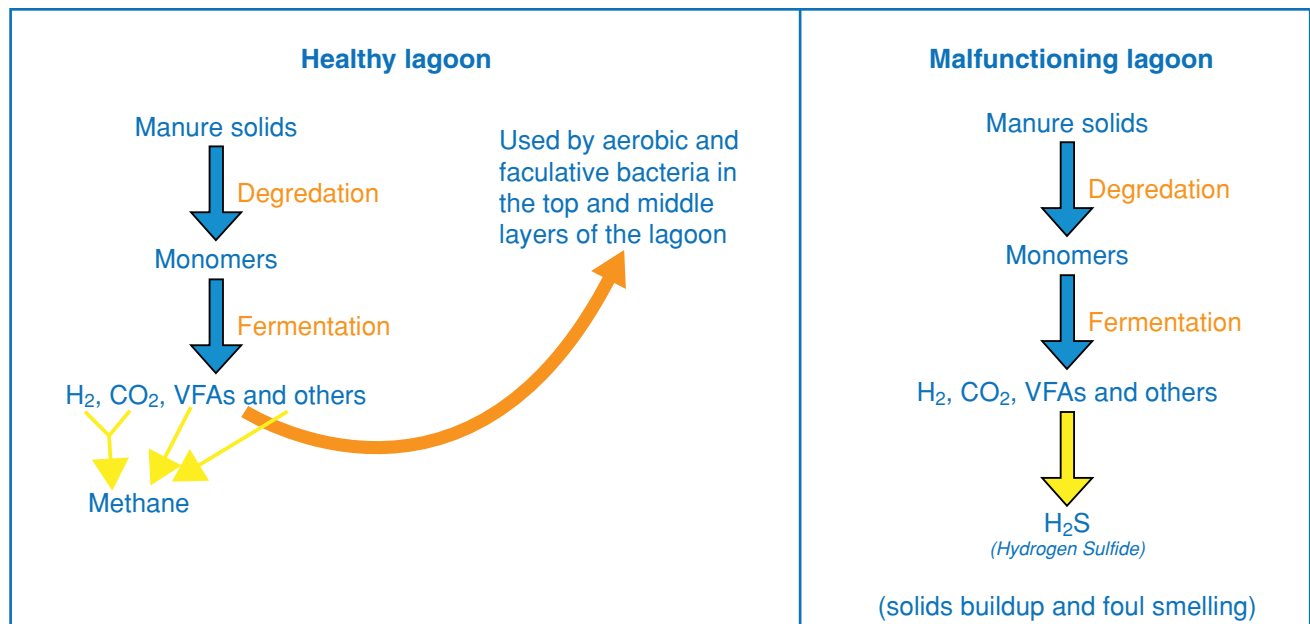 Healthy lagoon
Manure solids
Degredation
Monomers
Fermentation
H₂, CO₂, VFAs and others
Methane
Used by aerobic and
faculative bacteria in
the top and middle
layers of the lagoon
Malfunctioning lagoon
Manure solids
Degredation
Monomers
Fermentation
H₂, CO₂, VFAs and others
H₂S
(Hydrogen Sulfide)
(solids buildup and foul smelling)